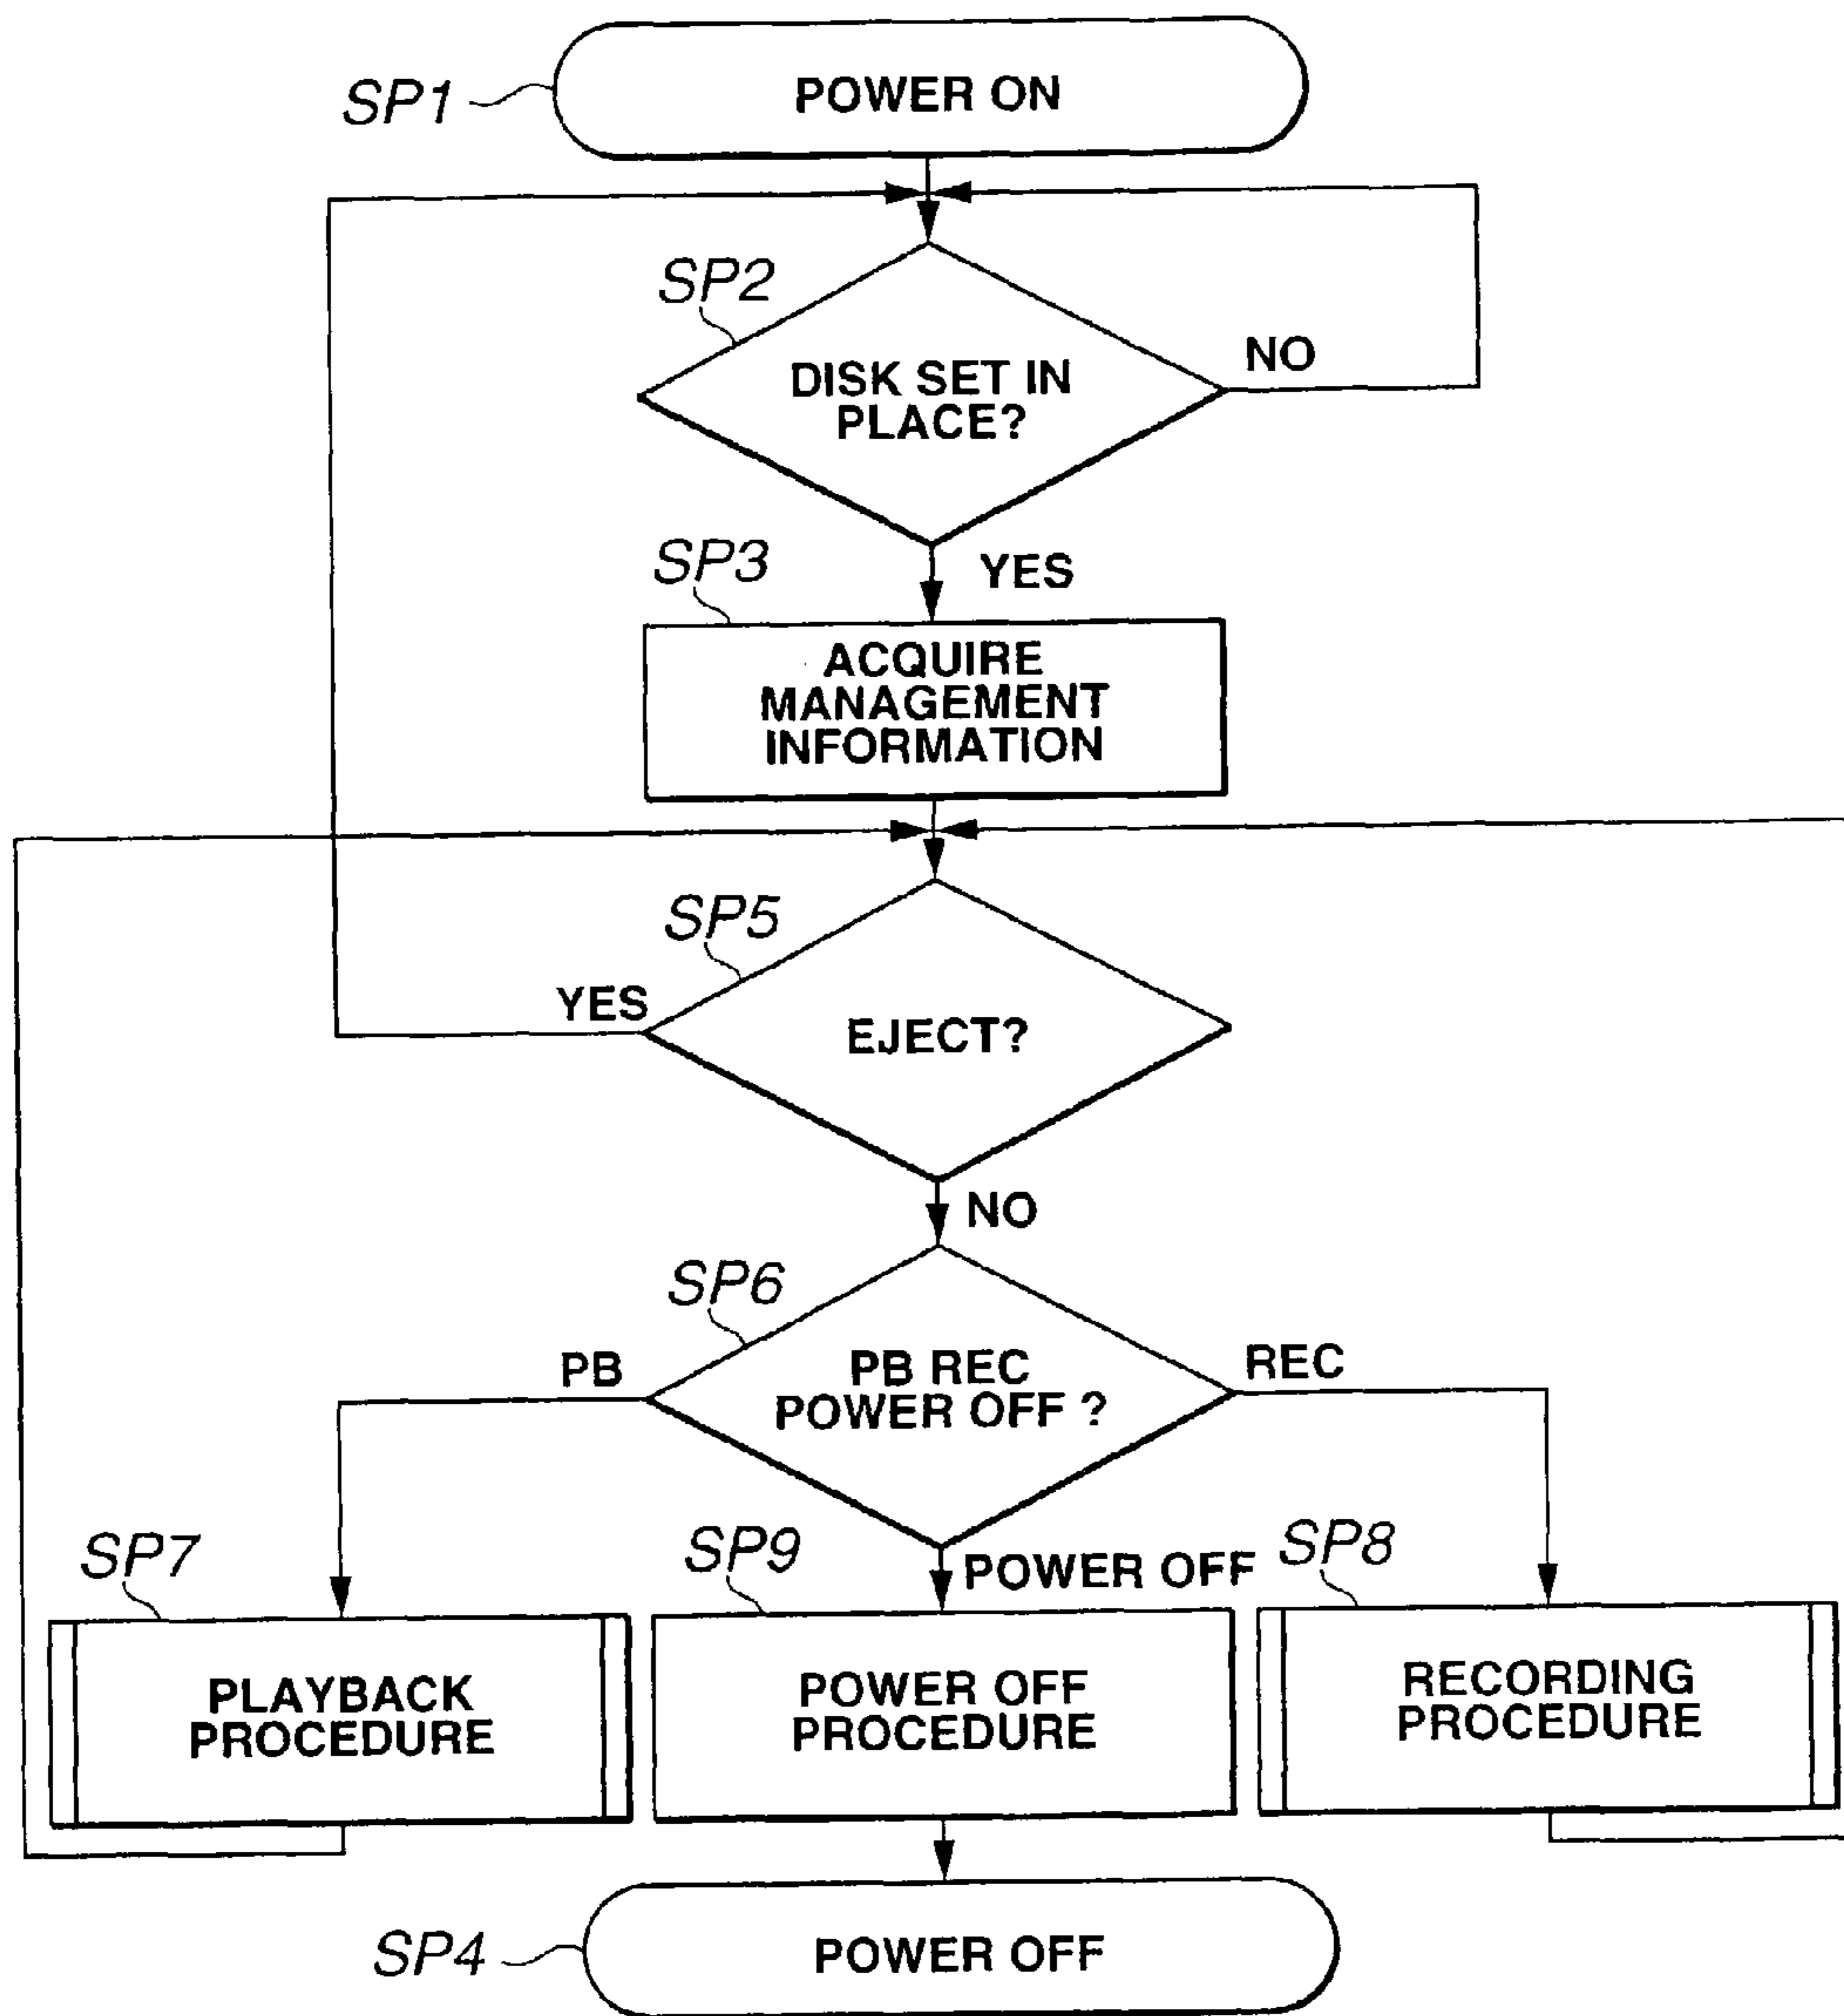 SP1
POWER ON
SP2
DISK SET IN
PLACE?
NO
SP3
YES
ACQUIRE
MANAGEMENT
INFORMATION
SP5
YES
EJECT?
NO
SP6
PB
PB REC
POWER OFF ?
REC
SP7
SP9
POWER OFF
SP8
PLAYBACK
PROCEDURE
POWER OFF
PROCEDURE
RECORDING
PROCEDURE
SP4
POWER OFF